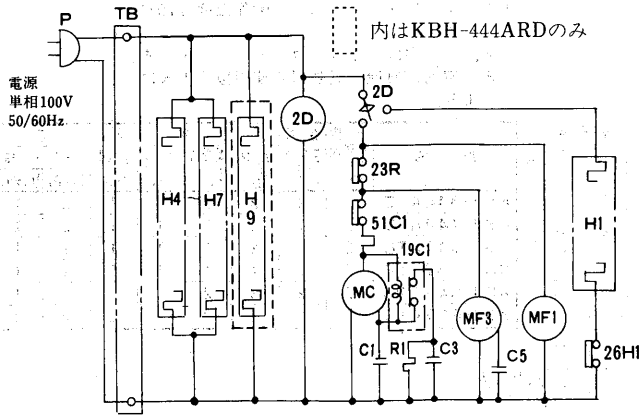 P
TB
内はKBH-444ARDのみ
電源
単相100V
50/60Hz
2D
2D
23R
51C1
19C1
H4
H7
H
9
H1
MC
MF3
MF1
C1
R1
C3
C5
26H1